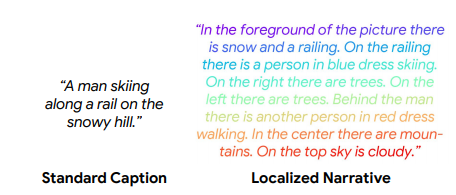 “A man skiing
along a rail on the
snowy hill.”
Standard Caption
“In the foreground of the picture there
is snow and a railing. On the railing
there is a person in blue dress skiing.
On the right there are trees. On the
left there are trees. Behind the man
there is another person in red dress
walking. In the center there are moun-
tains. On the top sky is cloudy.”
Localized Narrative